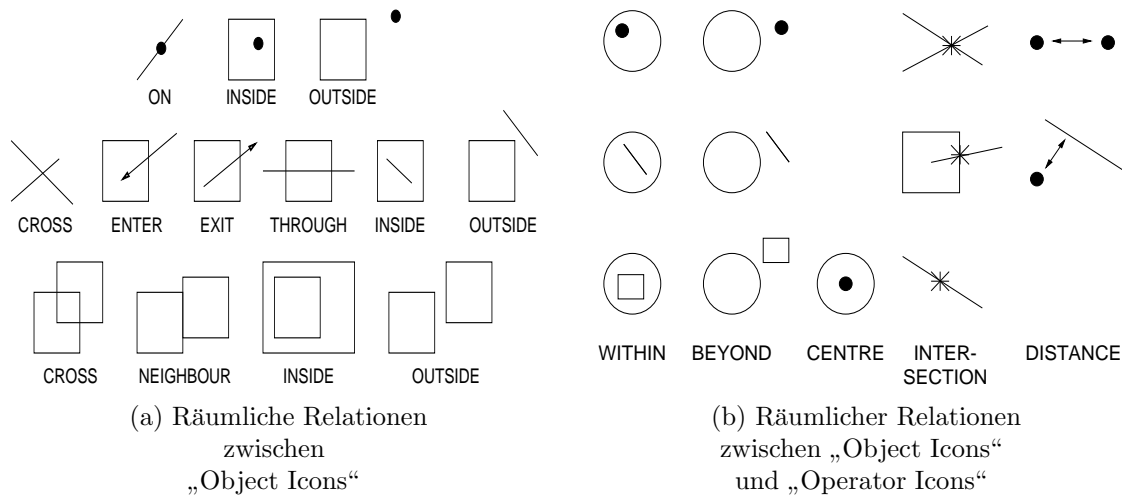 ON INSIDE OUTSIDE
CROSS ENTER EXIT THROUGH INSIDE OUTSIDE
CROSS NEIGHBOUR INSIDE OUTSIDE
(a) Räumliche Relationen
zwischen
„Object Icons“
WITHIN BEYOND CENTRE INTER- DISTANCE
SECTION
(b) Räumlicher Relationen
zwischen „Object Icons“
und „Operator Icons“